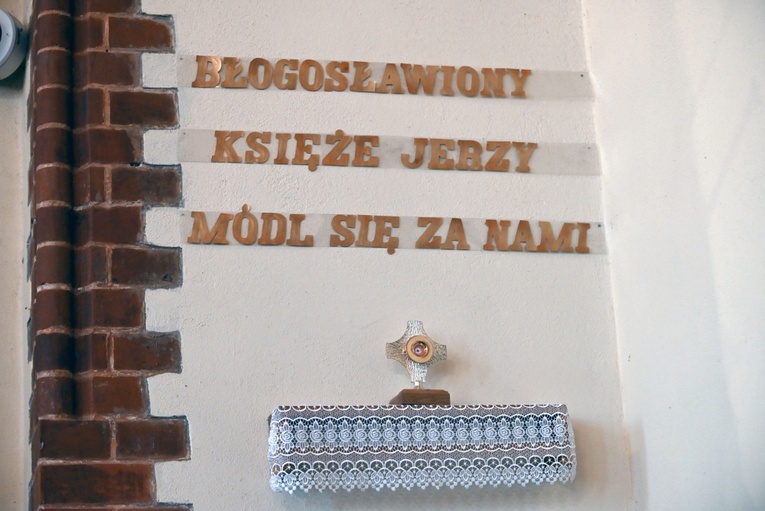 BŁOGOSŁAWIONY
KSIĘŻE JERZY
MÓDL SIĘ ZA NAMI